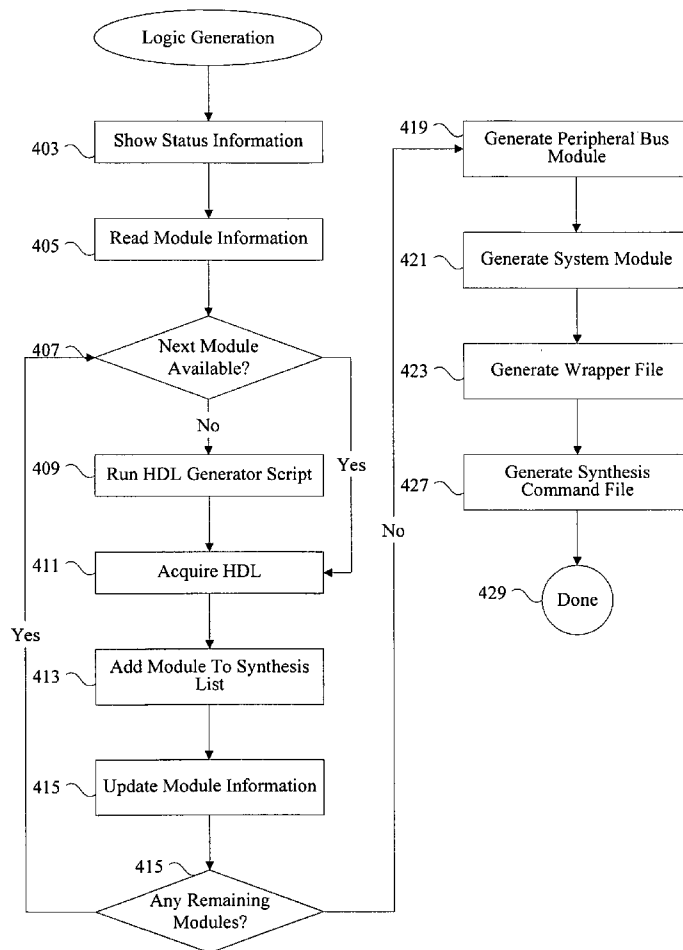 Logic Generation
403
Show Status Information
405
Read Module Information
407
Next Module
Available?
No
Yes
409
Run HDL Generator Script
411
Acquire HDL
Yes
413
Add Module To Synthesis
List
415
Update Module Information
415
Any Remaining
Modules?
No
419
Generate Peripheral Bus
Module
421
Generate System Module
423
Generate Wrapper File
427
Generate Synthesis
Command File
429
Done